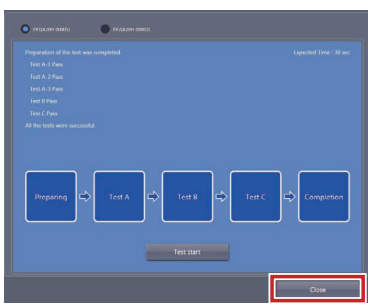 Preparation of the test was completed.
Expected Time : 30 sec
Test A-1 Pass
Test A-2 Pass
Test A-3 Pass
Test B Pass
Test C Pass
All the tests were successful.
Preparing
Test A
Test B
Test C
Completion
Test start
Close